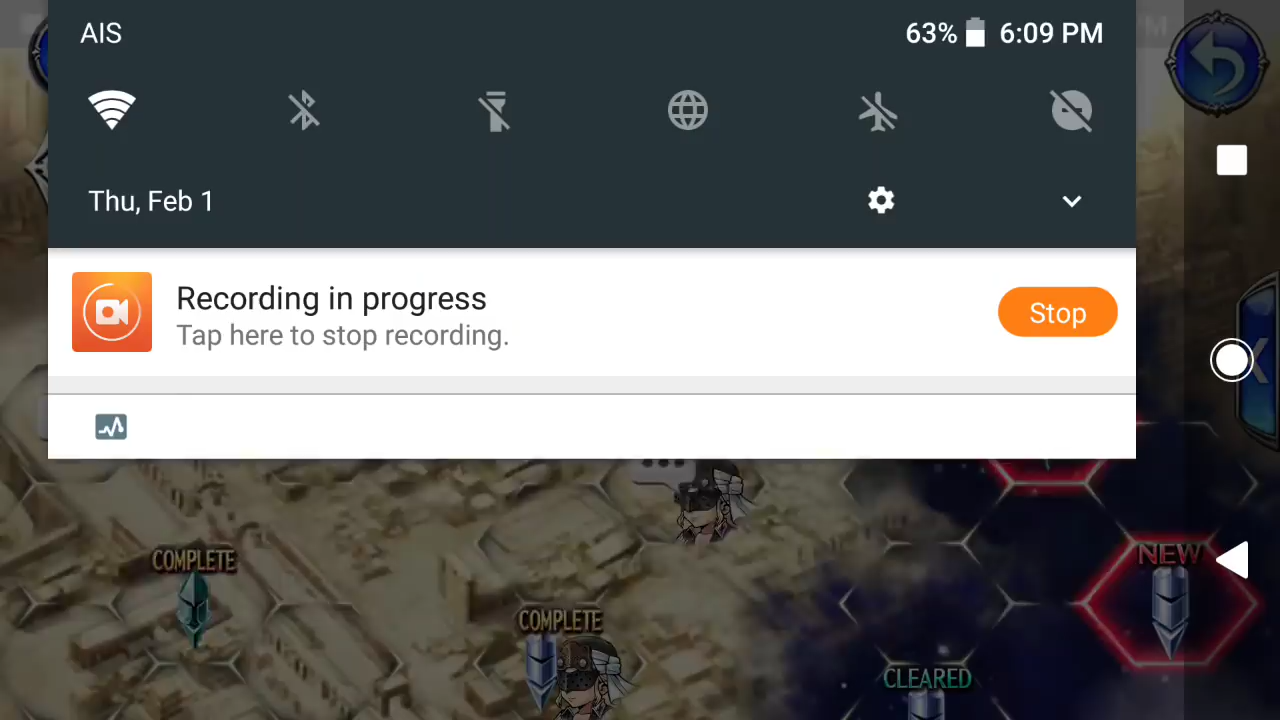 AIS
63% 6:09 PM
Thu, Feb 1
Recording in progress
Tap here to stop recording.
Stop
COMPLETE
NEW
COMPLETE
CLEARED